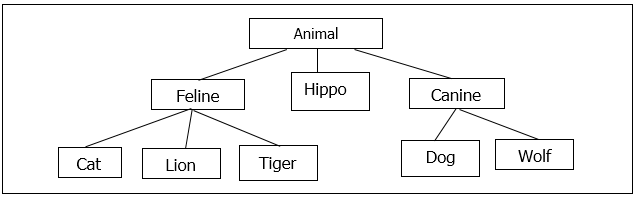 Animal
Feline
Hippo
Canine
Cat
Lion
Tiger
Dog
Wolf